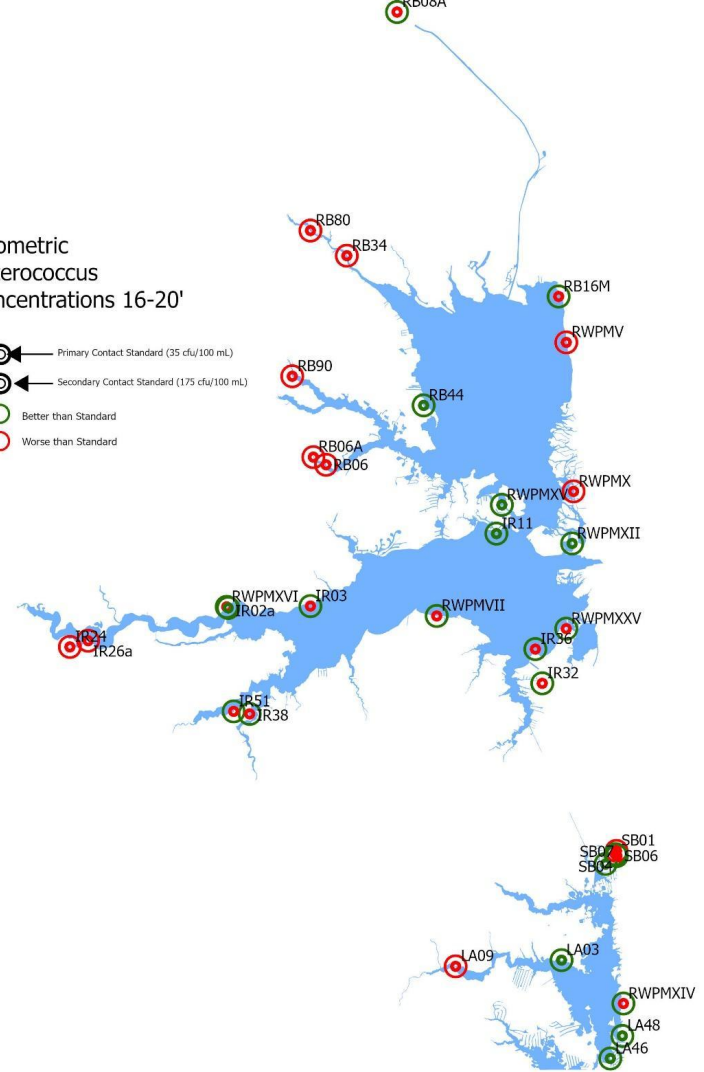 RB08A
RB80
RB34
ometric
erococcus
ncentrations 16-20'
RB16M
RWPMV
Primary Contact Standard (35 cfu/100 mL)
Secondary Contact Standard (175 cfu/100 mL)
RB90
RB44
Better than Standard
Worse than Standard
RB06A
RB06
RWPMX
RWPMXV
IR11
RWPMXII
RWPMXVI
IR02a
IR03
RWPMVII
RWPMXXV
IR24
IR26a
IR36
IR32
IR51
IR38
SB01
SB07
SB06
SB04
LA03
LA09
RWPMXIV
LA48
LA46